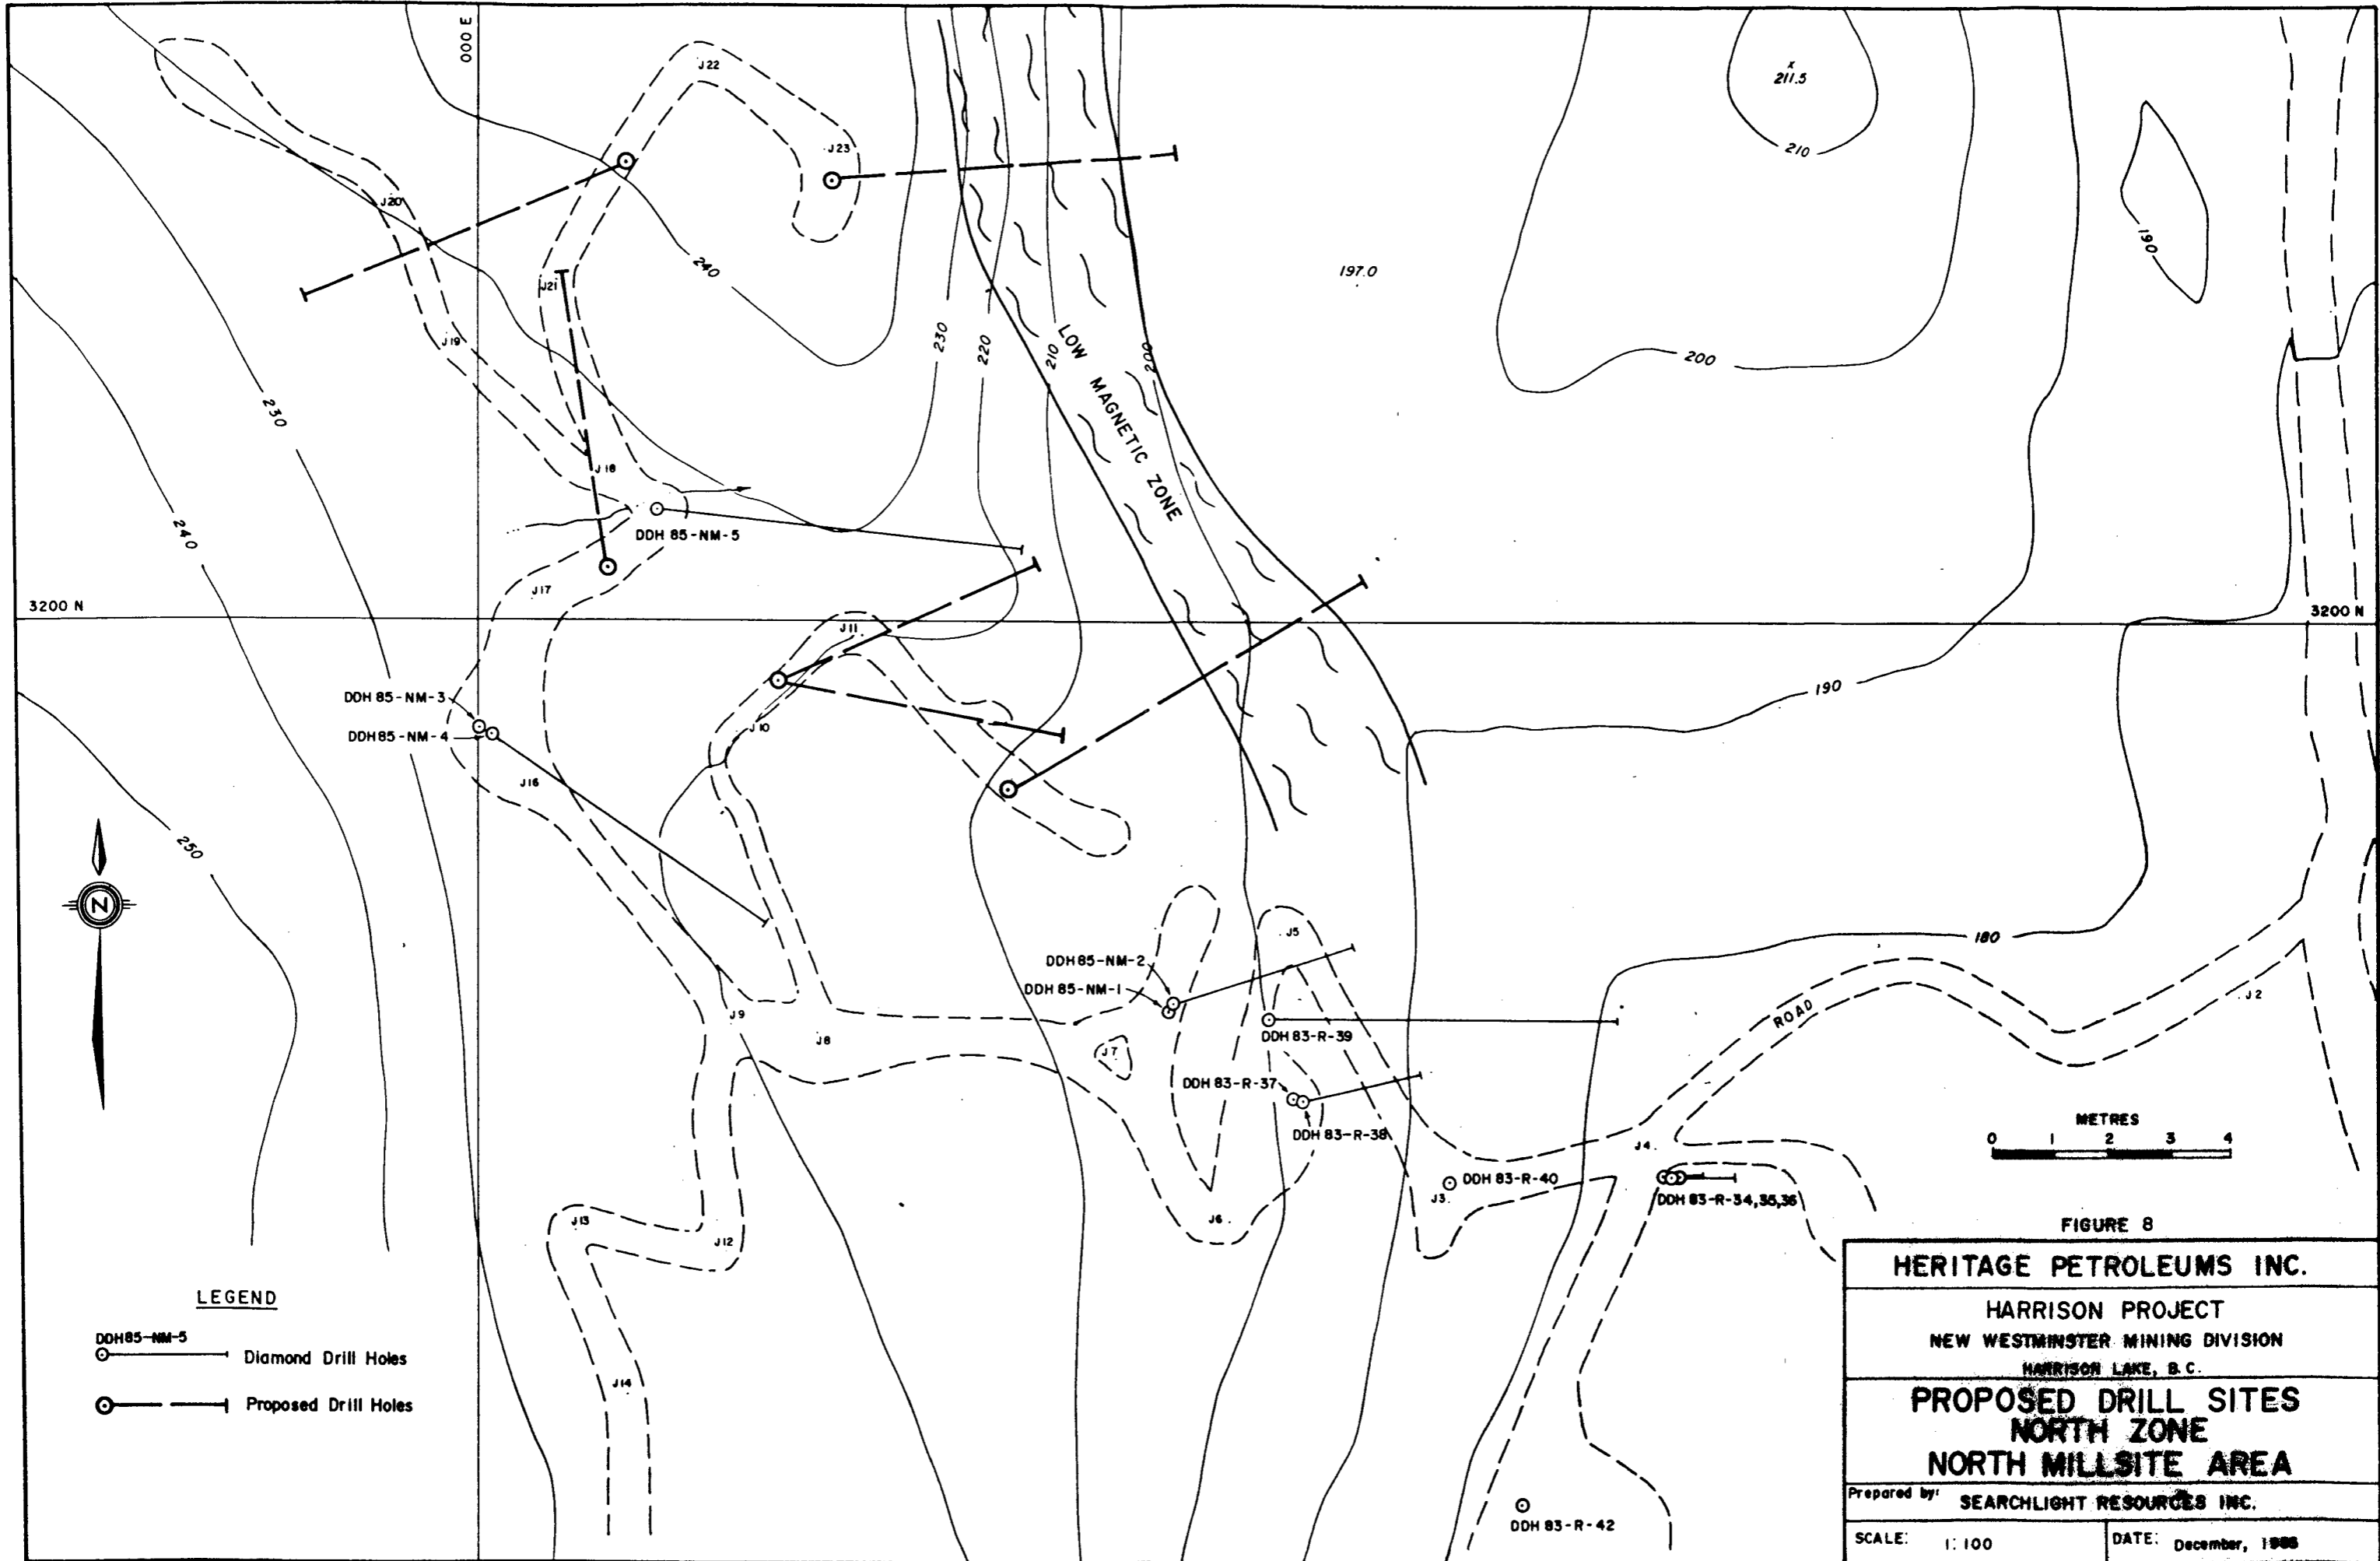 000 E
J22
x
211.5
J23
210
J20
190
240
197.0
J21
J19
230
220
210
200
LOW MAGNETIC ZONE
200
230
J18
240
DDH 85-NM-5
J17
3200 N
3200 N
J11
DDH 85-NM-3
190
J10
DDH85-NM-4
J16
250
N
J5
180
DDH85-NM-2
DDH 85-NM-1
J2
J9
ROAD
J8
DDH 83-R-39
J7
DDH 83-R-37
METRES
DDH 83-R-38
0 1 2 3 4
J4
DDH 83-R-40
J3
DDH 83-R-34,35,36
J6
J13
J12
FIGURE 8
HERITAGE PETROLEUMS INC.
HARRISON PROJECT
NEW WESTMINSTER MINING DIVISION
HARRISON LAKE, B.C.
LEGEND
DDH85-NM-5
Diamond Drill Holes
J14
Proposed Drill Holes
PROPOSED DRILL SITES
NORTH ZONE
NORTH MILLSITE AREA
Prepared by: SEARCHLIGHT RESOURCES INC.
DDH 83-R-42
SCALE: 1:100
DATE: December,